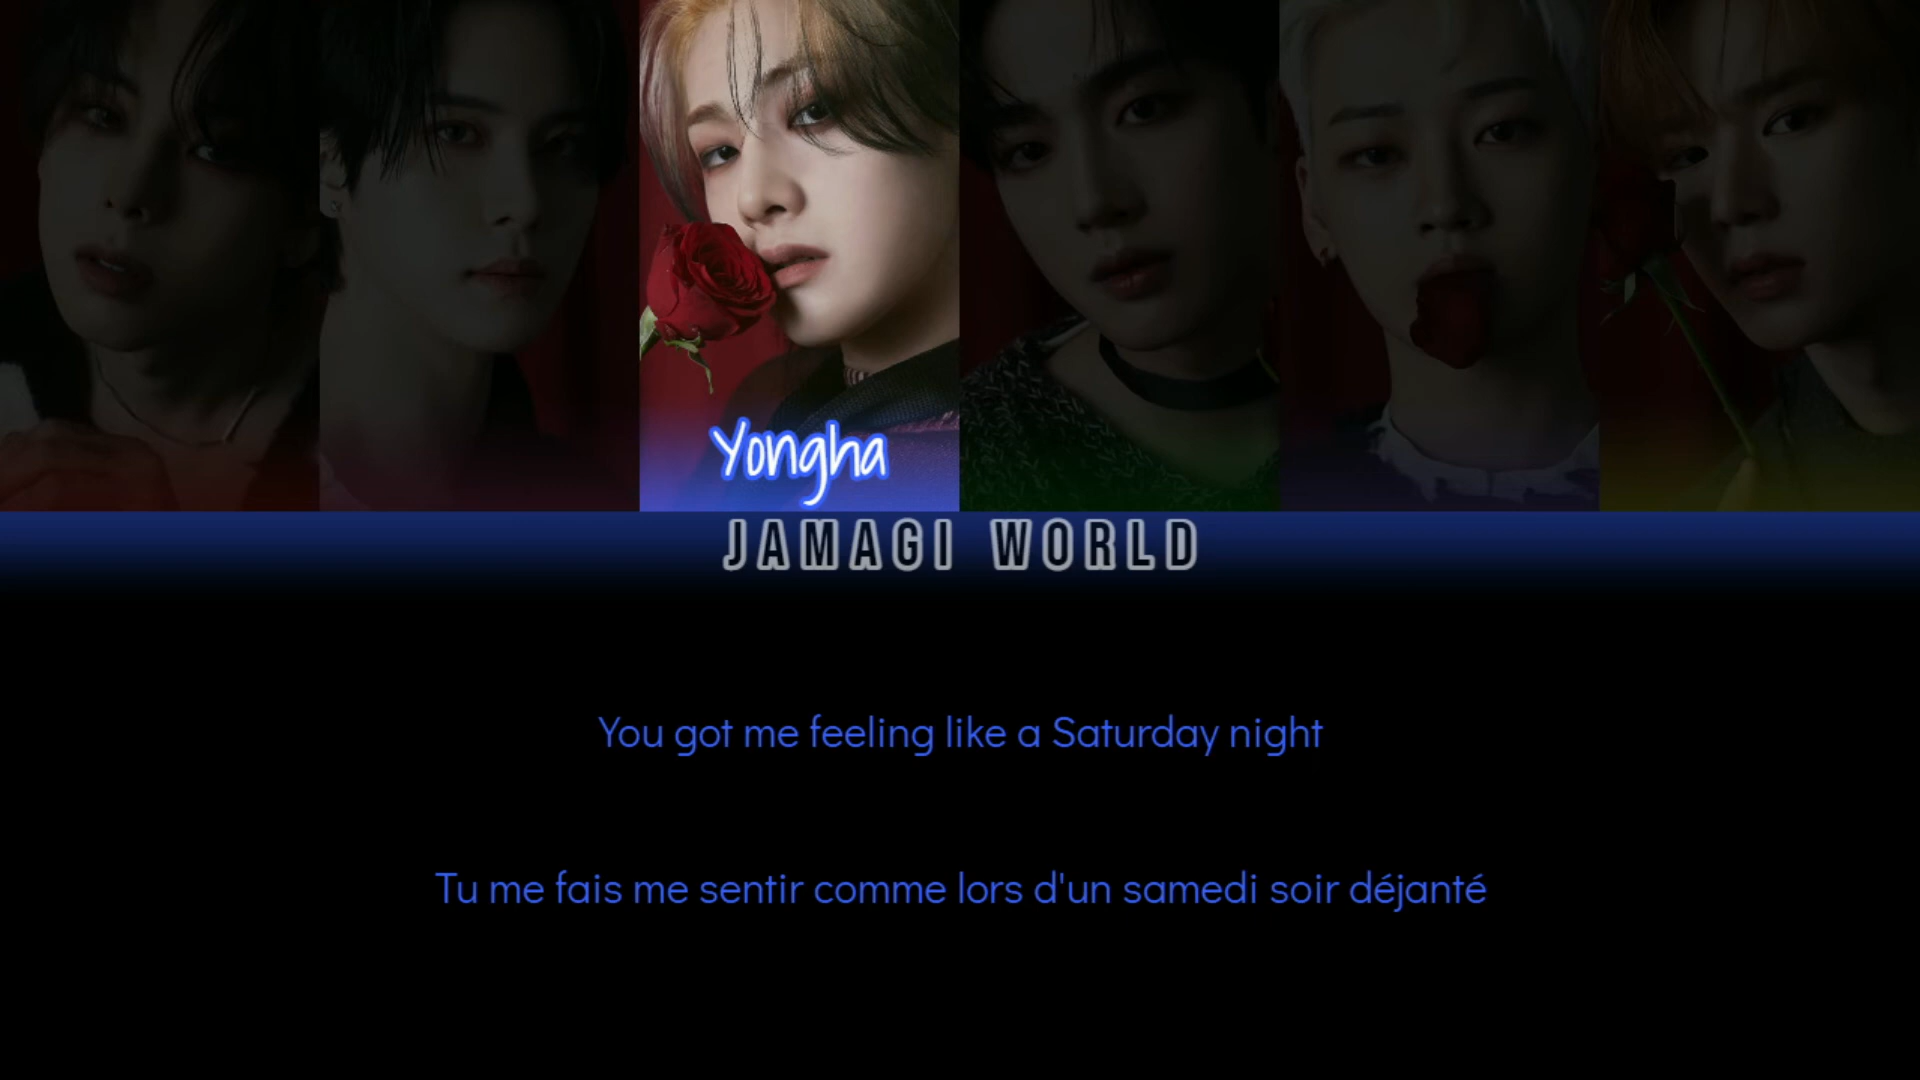 Yongha
JAMAGI WORLD
You got me feeling like a Saturday night
Tu me fais me sentir comme lors d'un samedi soir déjanté